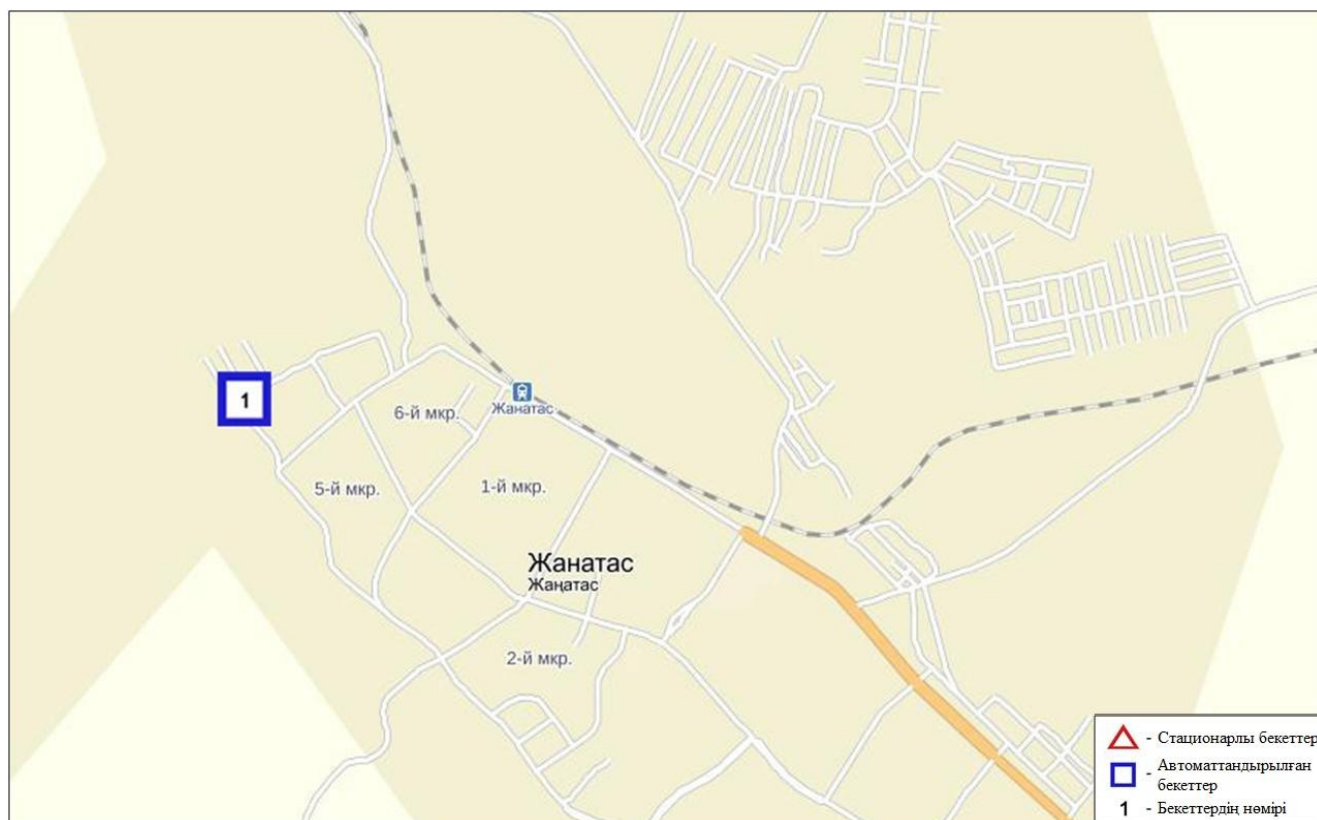 1
Жанатас
6-й мкр.
5-й мкр.
1-й мкр.
Жанатас
Жаңатас
2-й мкр.
- Стационарлы бекеттер
- Автоматтандырылған
бекеттер
1 - Бекеттердің нөмірі